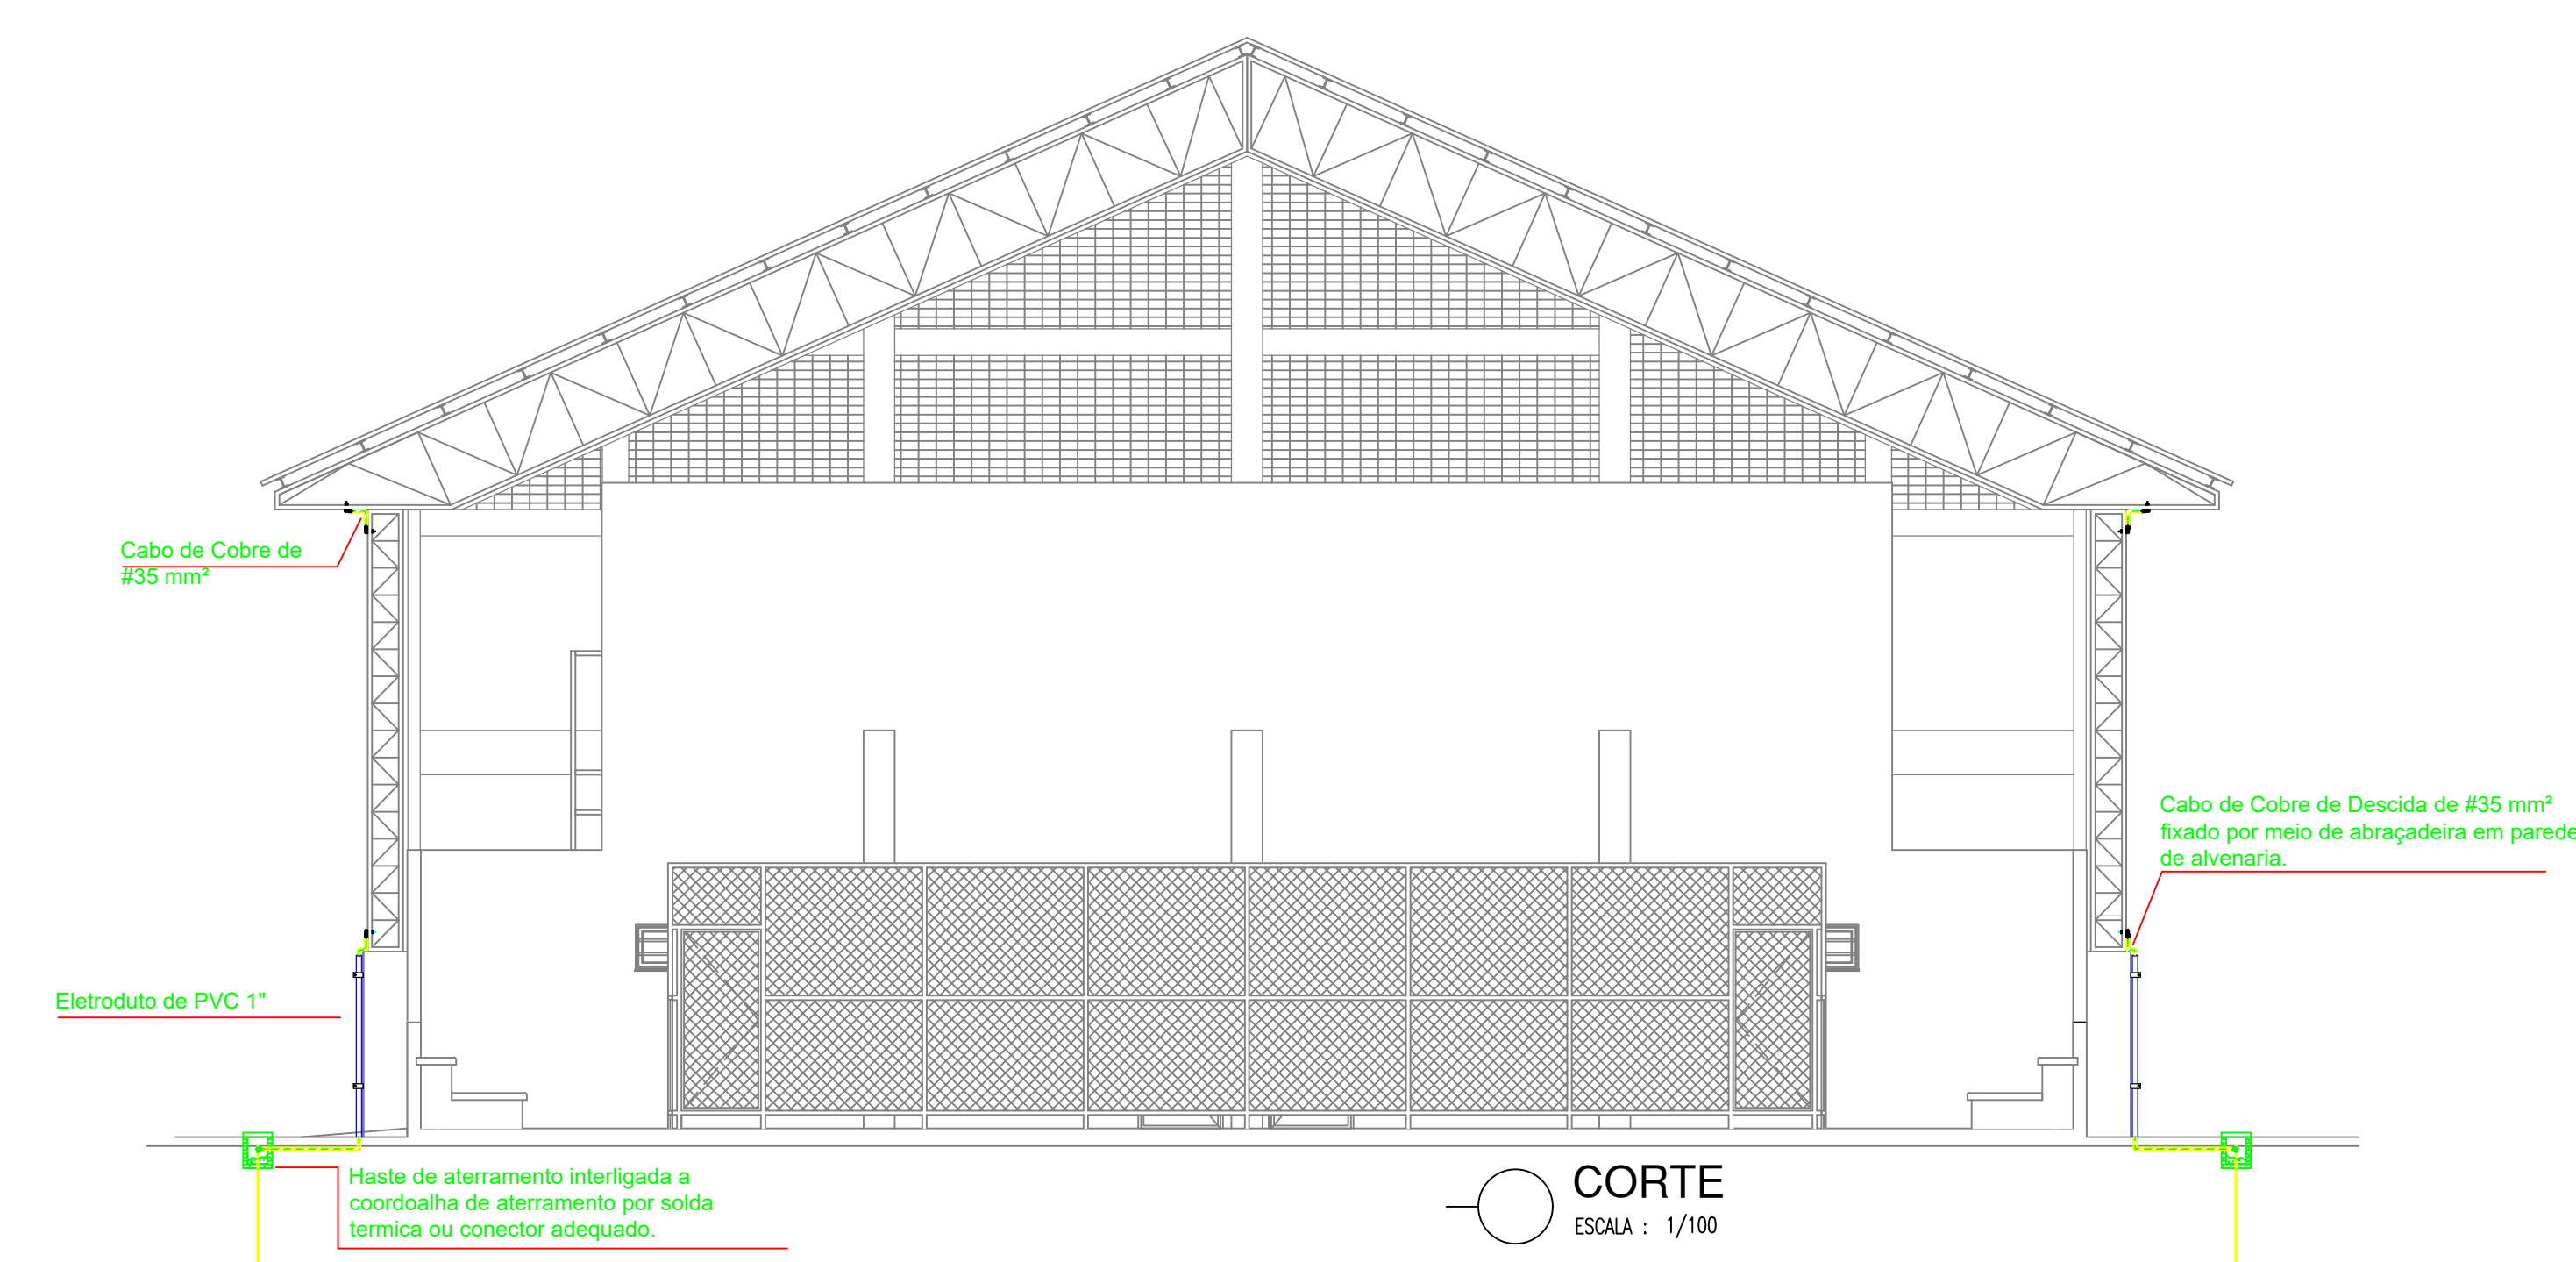 Cabo de Cobre de
#35 mm²
Cabo de Cobre de Descida de #35 mm²
fixado por meio de abraçadeira em parede
de alvenaria.
Eletroduto de PVC 1"
Haste de aterramento interligada a
coordoalha de aterramento por solda
termica ou conector adequado.
CORTE
ESCALA : 1/100